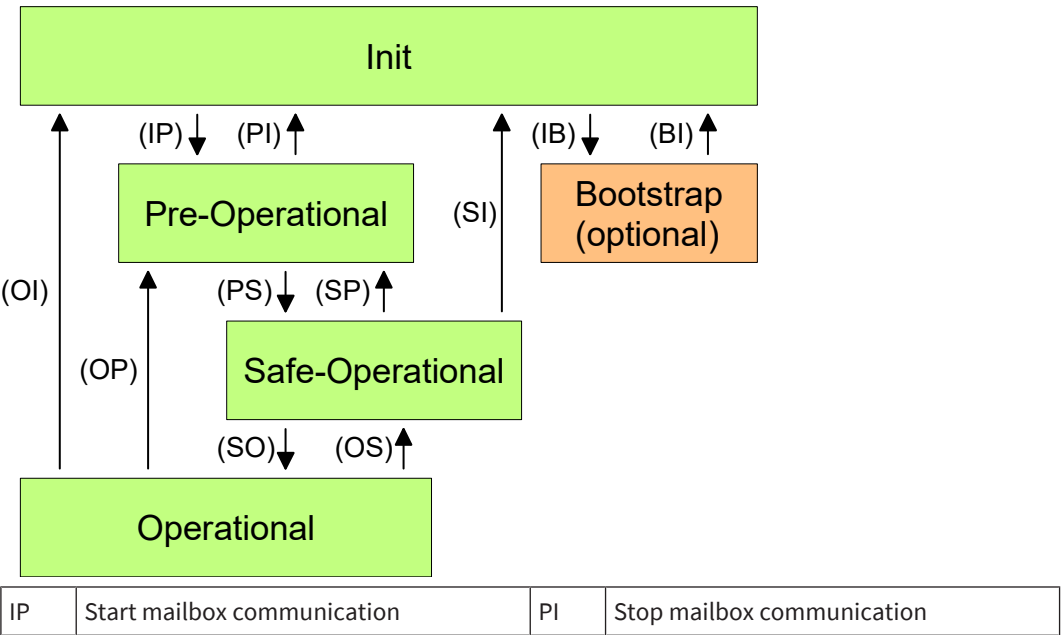 Init
(IP) (PI) (IB) (BI)
Pre-Operational
(SI)
Bootstrap
(optional)
(OI)
(PS) (SP)
(OP)
Safe-Operational
(SO) (OS)
Operational
IP Start mailbox communication PI Stop mailbox communication